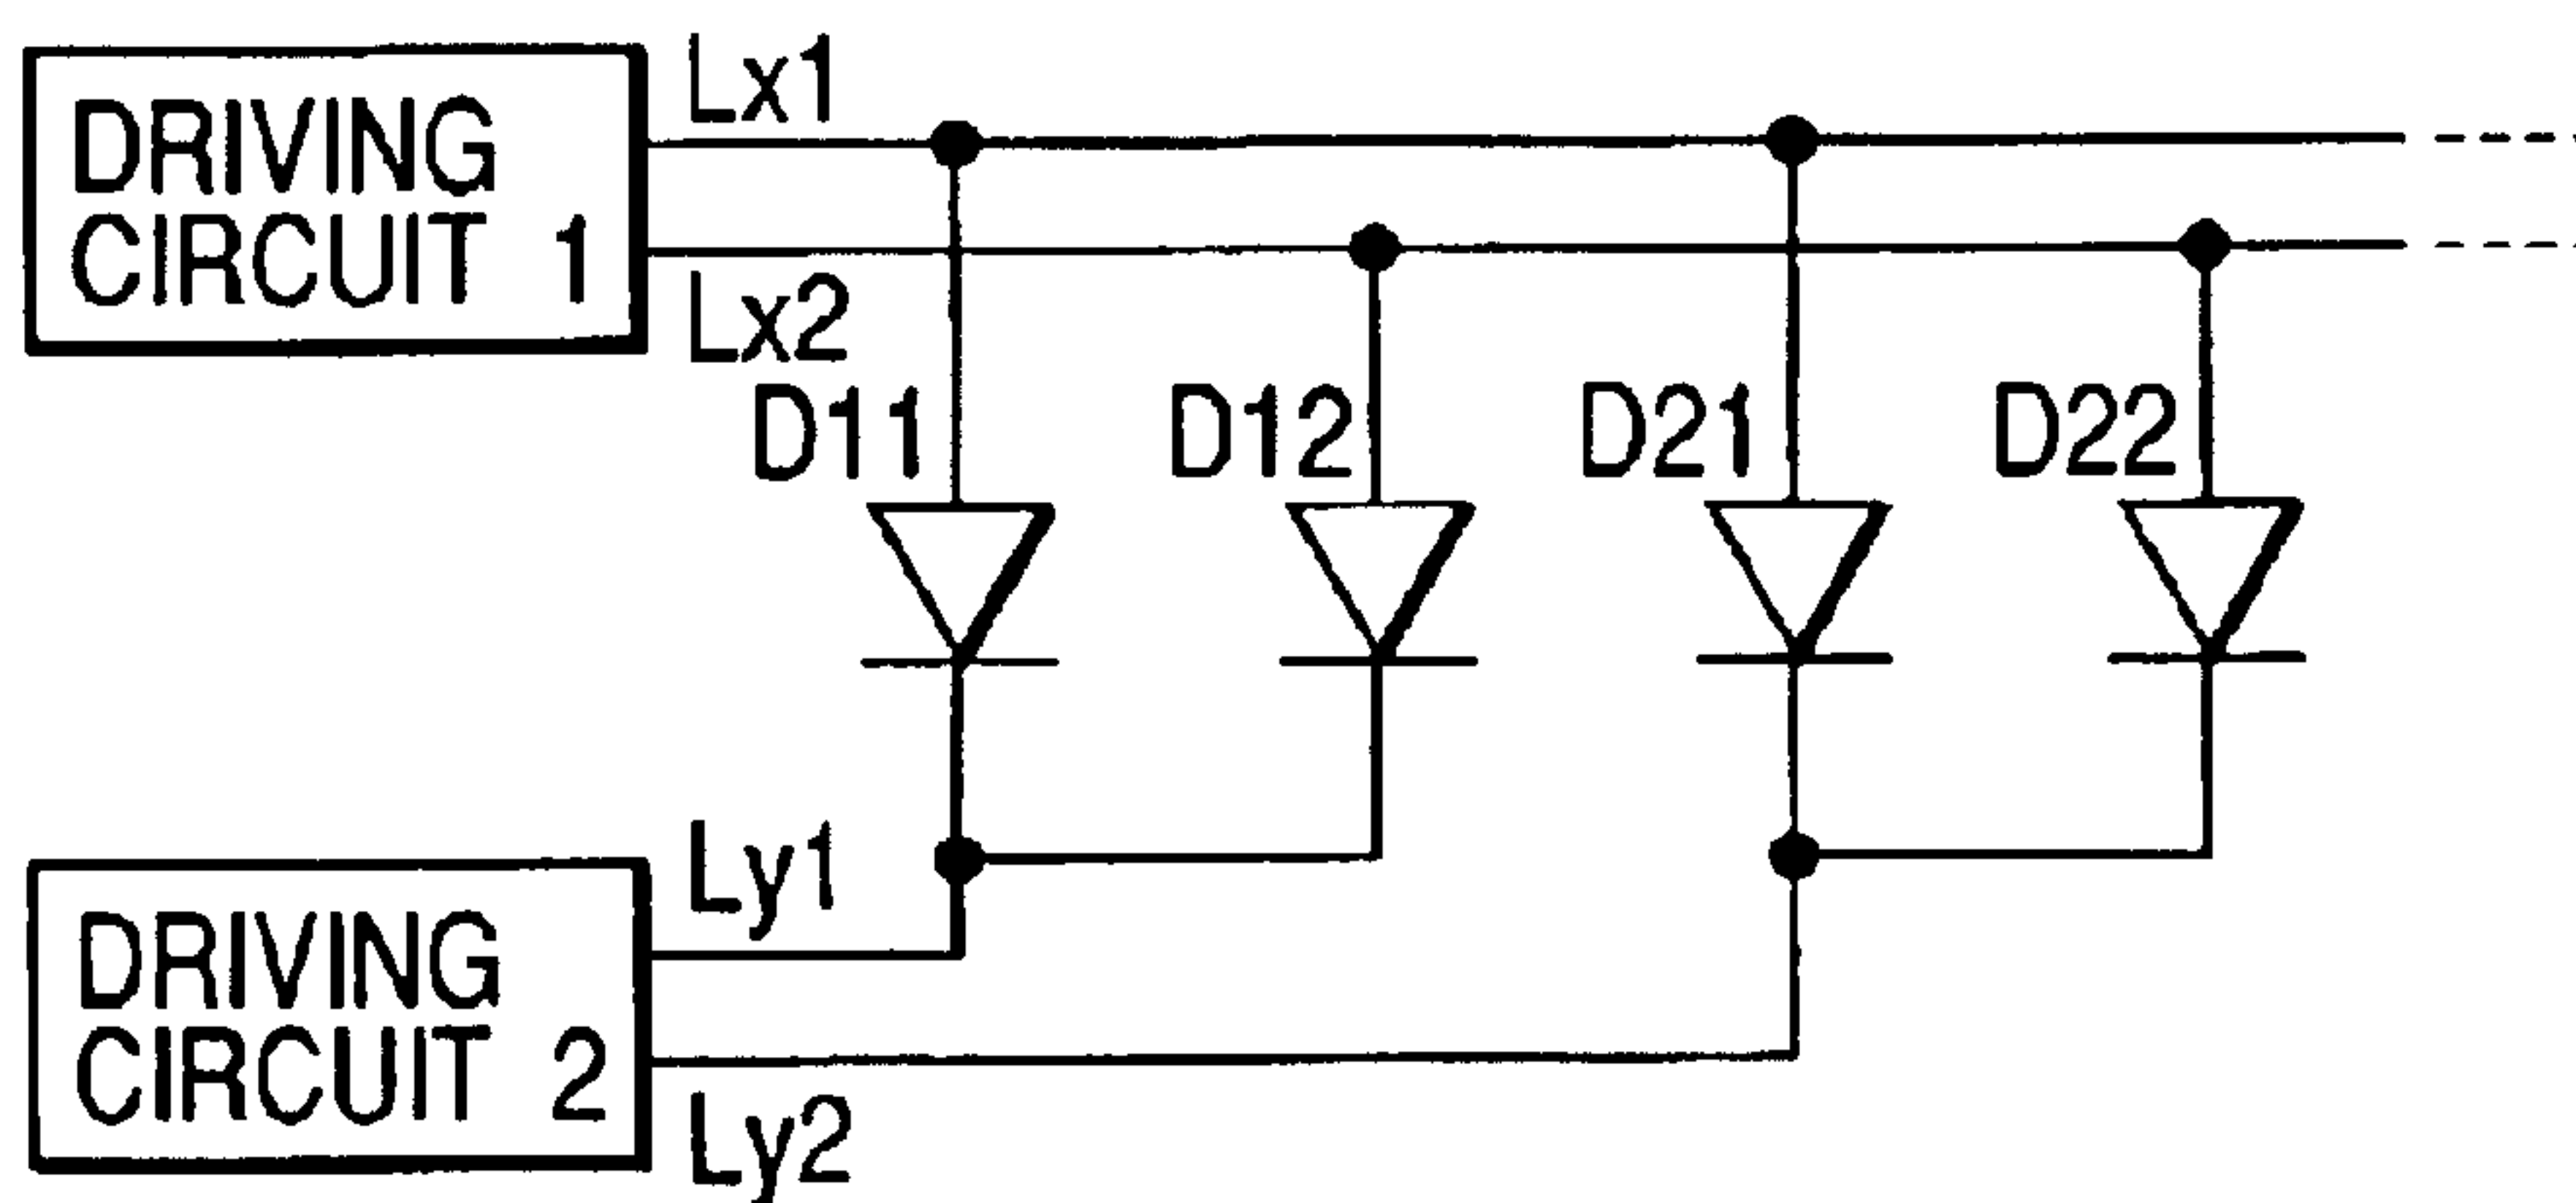 DRIVING
CIRCUIT 1
Lx1
Lx2
D11
D12
D21
D22
DRIVING
CIRCUIT 2
Ly1
Ly2